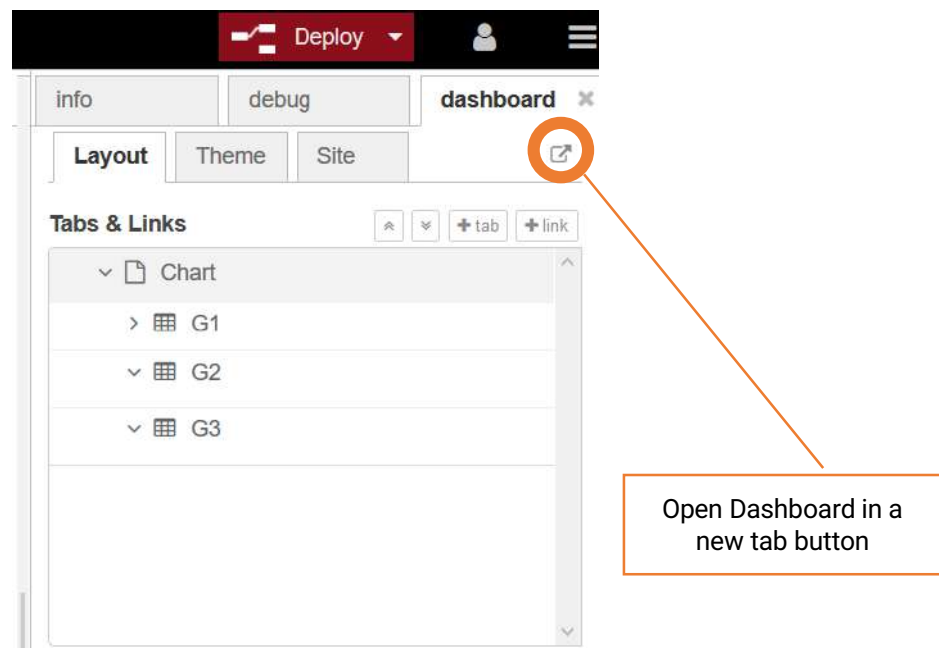 Deploy
info debug dashboard
Layout Theme Site
Tabs & Links tab link
Chart
G1
G2
G3
Open Dashboard in a
new tab button